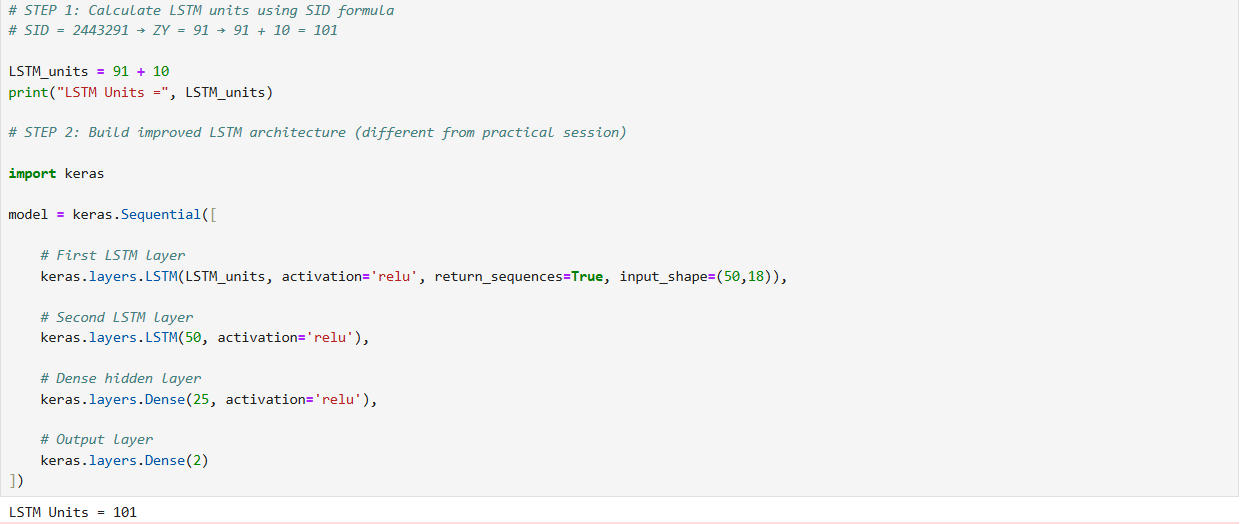 # STEP 1: Calculate LSTM units using SID formula
# SID = 2443291 → ZY = 91 → 91 + 10 = 101
LSTM_units = 91 + 10
print("LSTM Units =", LSTM_units)
# STEP 2: Build improved LSTM architecture (different from practical session)
import keras
model = keras.Sequential([
    # First LSTM layer
    keras.layers.LSTM(LSTM_units, activation='relu', return_sequences=True, input_shape=(50,18)),
    # Second LSTM layer
    keras.layers.LSTM(50, activation='relu'),
    # Dense hidden layer
    keras.layers.Dense(25, activation='relu'),
    # Output layer
    keras.layers.Dense(2)
])
LSTM Units = 101